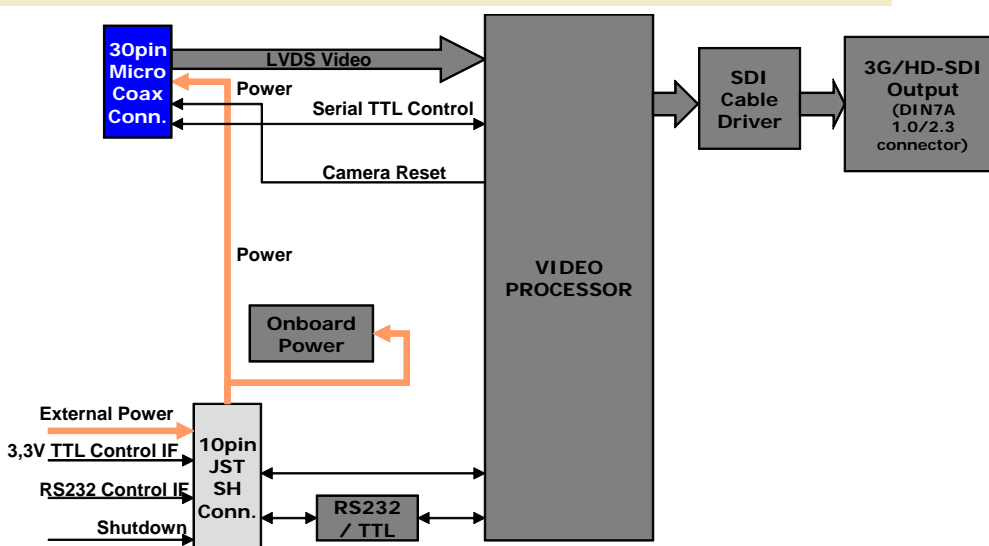 30pin
Micro
Coax
Conn.
LVDS Video
Power
Serial TTL Control
Camera Reset
Power
VIDEO
PROCESSOR
SDI
Cable
Driver
3G/HD-SDI
Output
(DIN7A
1.0/2.3
connector)
Onboard
Power
External Power
3,3V TTL Control IF
RS232 Control IF
Shutdown
10pin
JST
SH
Conn.
RS232
/ TTL